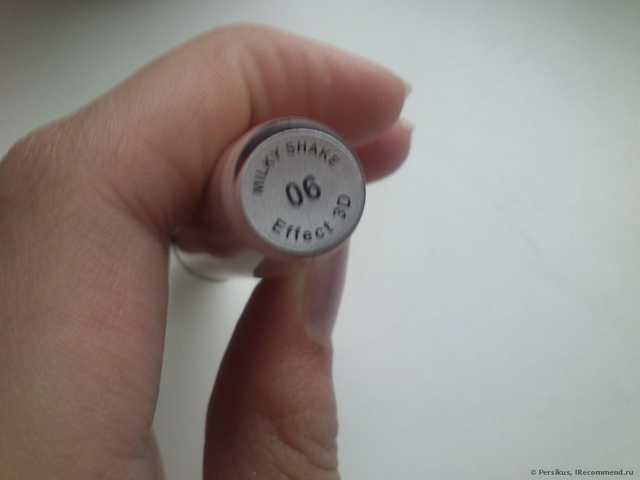 MILKY SHAKE
06
Effect 3D
© Persikus, IRecommend.ru